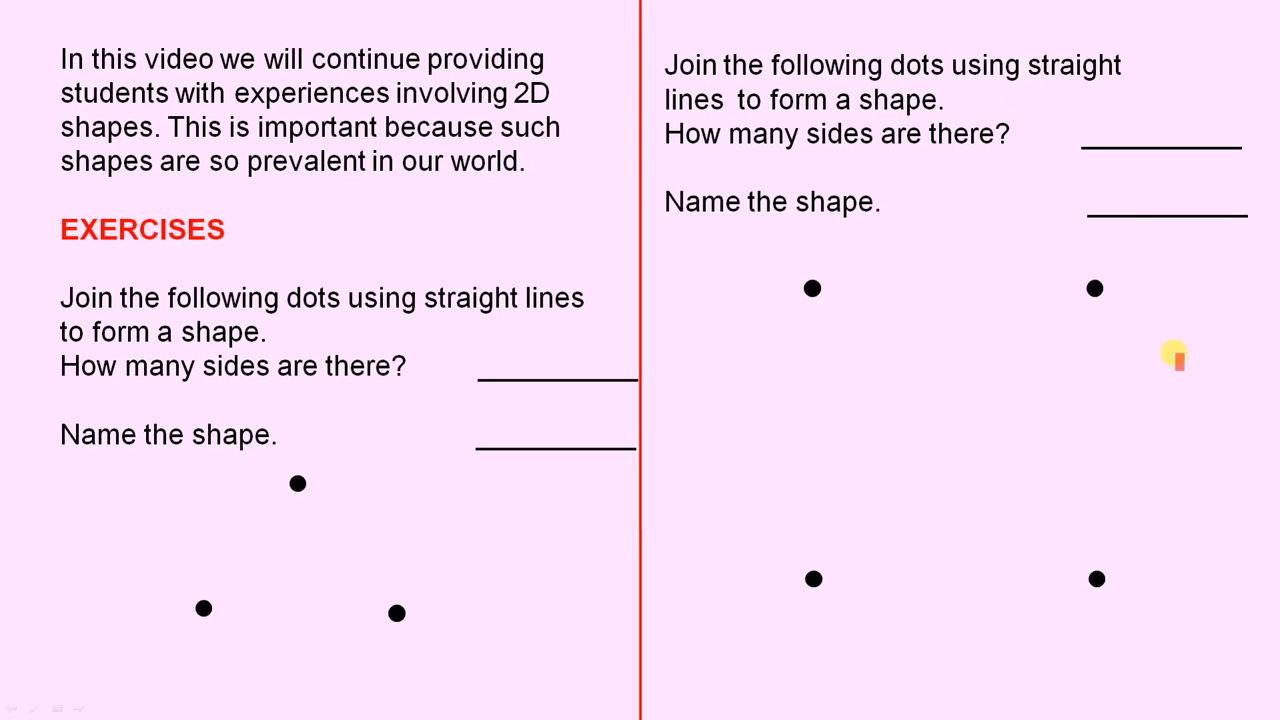 In this video we will continue providing
students with experiences involving 2D
shapes. This is important because such
shapes are so prevalent in our world.
EXERCISES
Join the following dots using straight lines
to form a shape.
How many sides are there?
Name the shape.
Join the following dots using straight
lines to form a shape.
How many sides are there?
Name the shape.